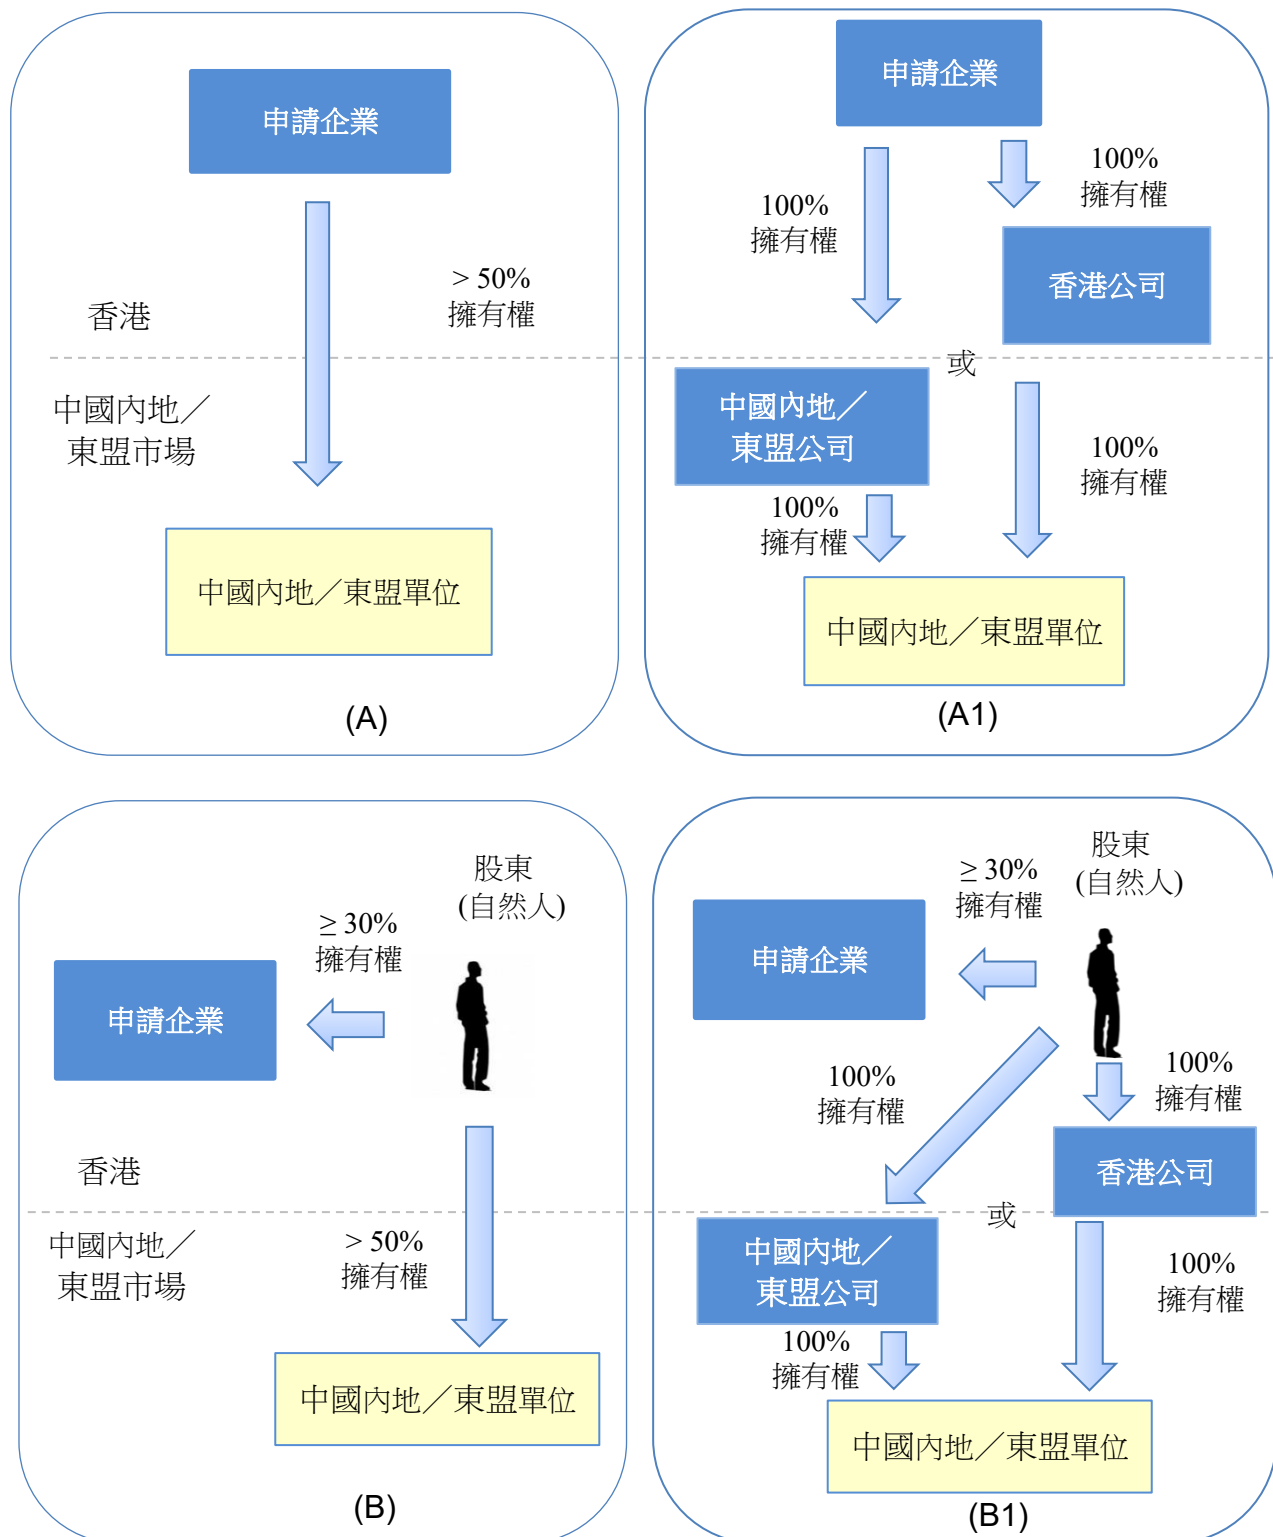 申請企業
> 50%
擁有權
香港
中國內地／
東盟市場
中國內地／東盟單位
(A)
申請企業
100%
擁有權
100%
擁有權
香港公司
或
中國內地／
東盟公司
100%
擁有權
100%
擁有權
中國內地／東盟單位
(A1)
股東
(自然人)
≥ 30%
擁有權
申請企業
香港
中國內地／
東盟市場
> 50%
擁有權
中國內地／東盟單位
(B)
股東
(自然人)
≥ 30%
擁有權
申請企業
100%
擁有權
100%
擁有權
香港公司
或
中國內地／
東盟公司
100%
擁有權
100%
擁有權
中國內地／東盟單位
(B1)